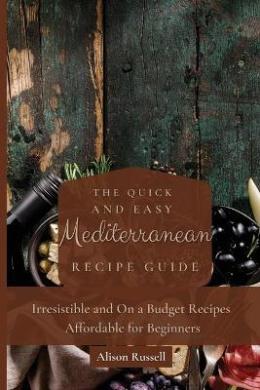 THE QUICK
AND EASY
Mediterranean
RECIPE GUIDE
Irresistible and On a Budget Recipes
Affordable for Beginners
Alison Russell